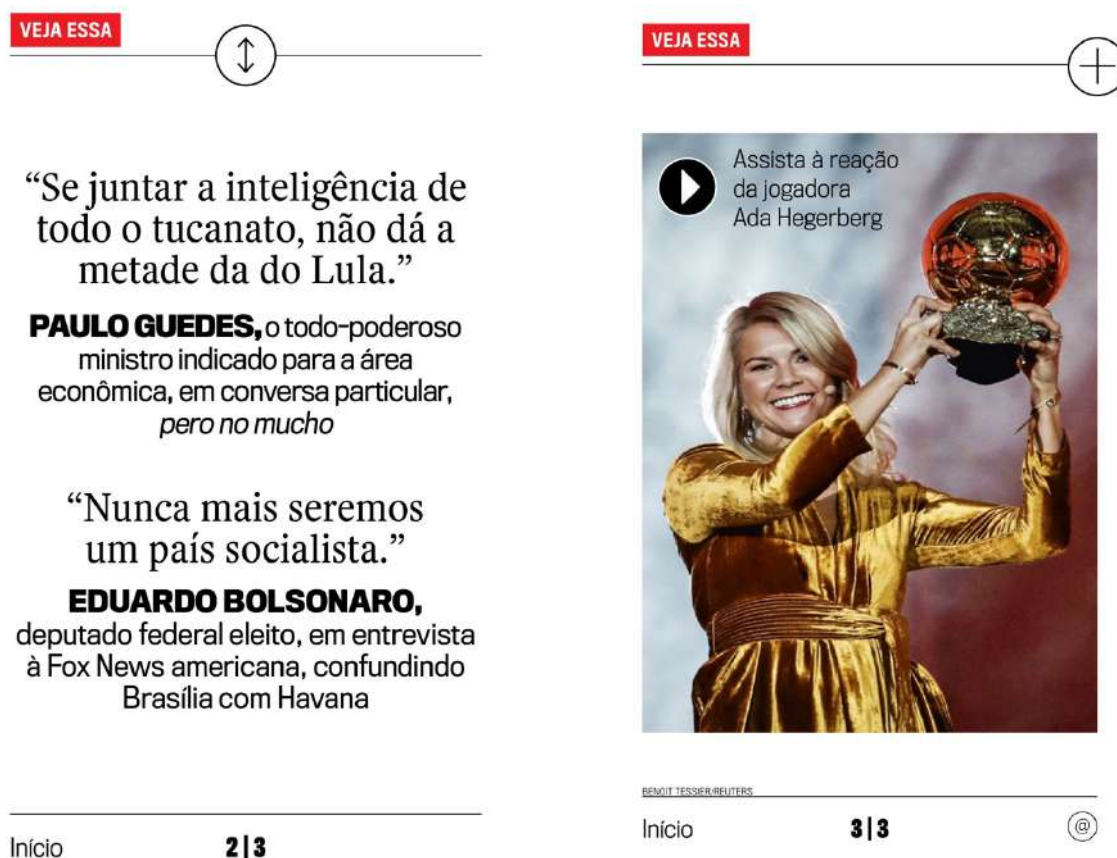 VEJA ESSA
“Se juntar a inteligência de
todo o tucanato, não dá a
metade da do Lula.”
PAULO GUEDES, o todo-poderoso
ministro indicado para a área
econômica, em conversa particular,
pero no mucho
“Nunca mais seremos
um país socialista.”
EDUARDO BOLSONARO,
deputado federal eleito, em entrevista
à Fox News americana, confundindo
Brasília com Havana
Início
2|3
VEJA ESSA
Assista à reação
da jogadora
Ada Hegerberg
BENOIT TESSIER/REUTERS
Início
3|3
@